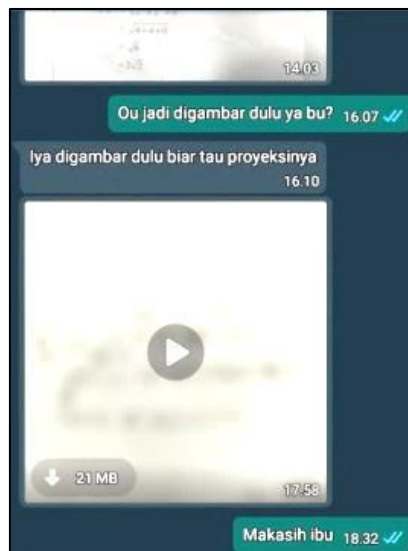 14.03
Ou jadi digambar dulu ya bu? 16.07
Iya digambar dulu biar tau proyeksinya
16.10
21 MB
17.58
Makasih ibu 18.32